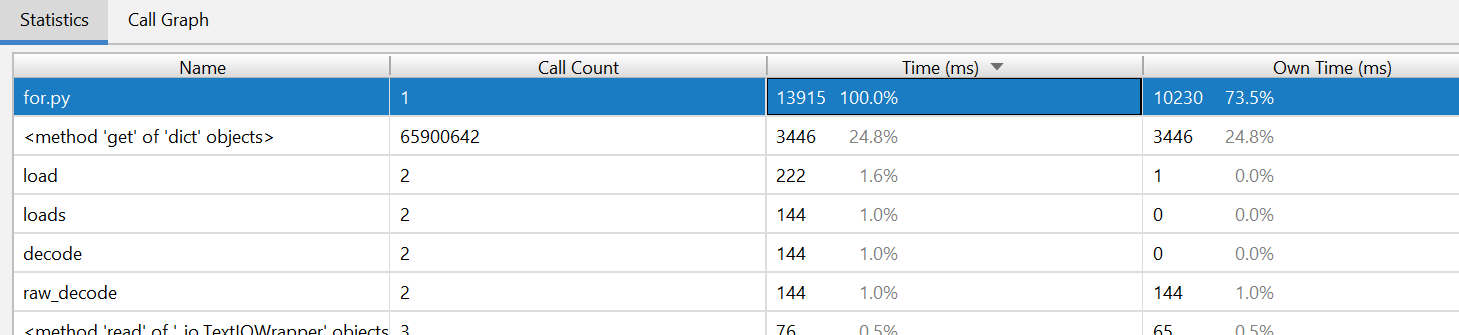 Statistics Call Graph
Name Call Count Time (ms) Own Time (ms)
for.py 1 13915 100.0% 10230 73.5%
<method 'get' of 'dict' objects> 65900642 3446 24.8% 3446 24.8%
load 2 222 1.6% 1 0.0%
loads 2 144 1.0% 0 0.0%
decode 2 144 1.0% 0 0.0%
raw_decode 2 144 1.0% 144 1.0%
<method 'read' of '_io.TextIOWrapper' objects 3 76 0.5% 65 0.5%